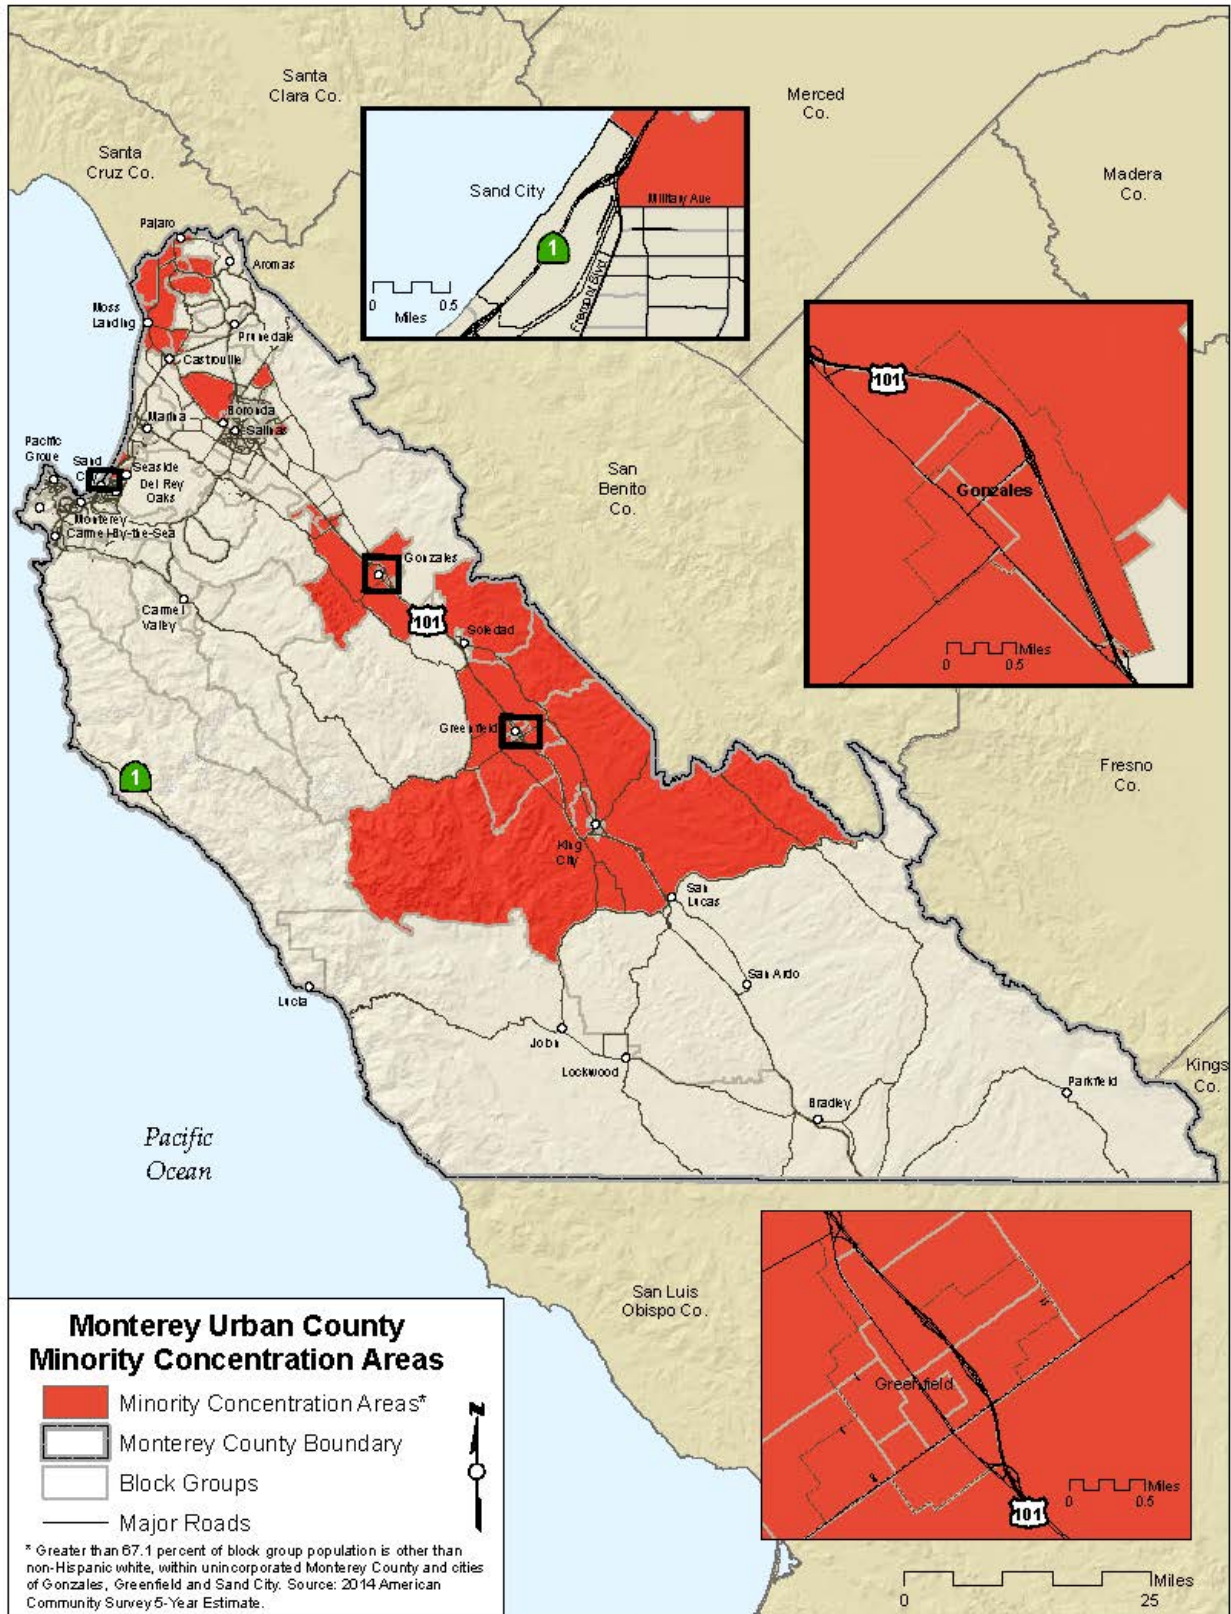 Santa
Clara Co.
Merced
Co.
Santa
Cruz Co.
Madera
Co.
Sand City
Military Ave
1
Fremont Blvd
0 0.5
Miles
Pajaro
Aromas
Moss
Landing
Prunedale
Castroville
Boronda
Marina
Salinas
Pacific
Grove
Sand
City
Seaside
Del Rey
Oaks
Monterey
Carmel-By-the-Sea
San
Benito
Co.
101
Gonzales
Miles
0 0.5
Gonzales
Carmel
Valley
101
Soledad
Greenfield
1
Fresno
Co.
King
City
San
Lucas
San Ardo
Lucia
Jolon
Lockwood
Kings
Co.
Parkfield
Bradley
Pacific
Ocean
San Luis
Obispo Co.
Greenfield
Miles
0 0.5
101
Monterey Urban County
Minority Concentration Areas
Minority Concentration Areas*
Monterey County Boundary
Block Groups
Major Roads
N
* Greater than 67.1 percent of block group population is other than
non-Hispanic white, within unincorporated Monterey County and cities
of Gonzales, Greenfield and Sand City. Source: 2014 American
Community Survey 5-Year Estimate.
Miles
0 25